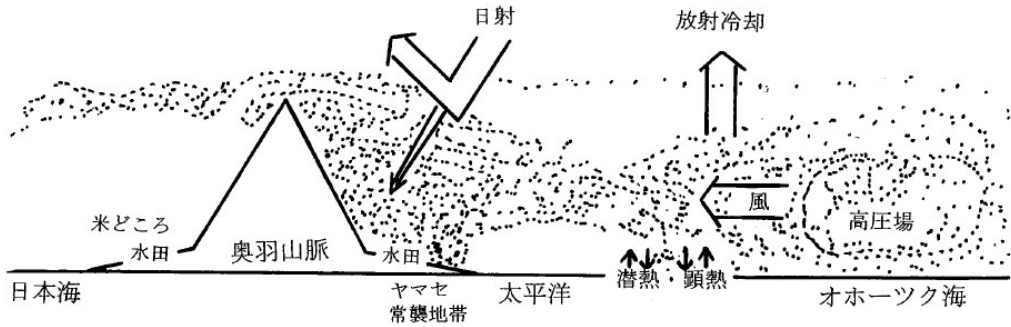 日射
放射冷却
風
高圧場
米どころ
水田
奥羽山脈
水田
潜熱
顕熱
日本海
ヤマセ
常襲地帯
太平洋
オホーツク海